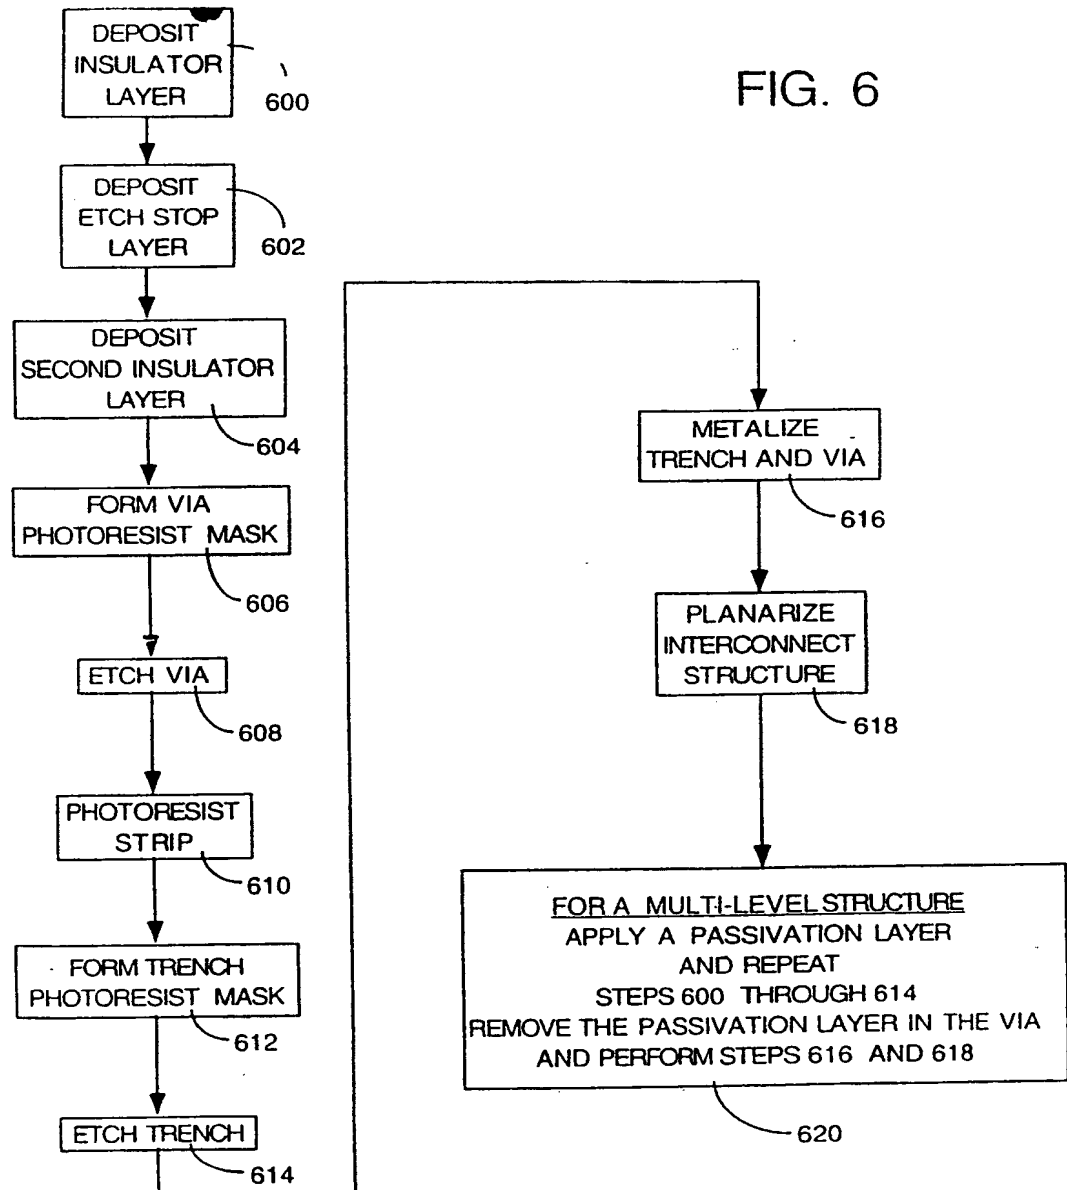 DEPOSIT
INSULATOR
LAYER
600
FIG. 6
DEPOSIT
ETCH STOP
LAYER
602
DEPOSIT
SECOND INSULATOR
LAYER
604
FORM VIA
PHOTORESIST MASK
606
ETCH VIA
608
PHOTORESIST
STRIP
610
FORM TRENCH
PHOTORESIST MASK
612
ETCH TRENCH
614
METALIZE
TRENCH AND VIA
616
PLANARIZE
INTERCONNECT
STRUCTURE
618
FOR A MULTI-LEVEL STRUCTURE
APPLY A PASSIVATION LAYER
AND REPEAT
STEPS 600 THROUGH 614
REMOVE THE PASSIVATION LAYER IN THE VIA
AND PERFORM STEPS 616 AND 618
620